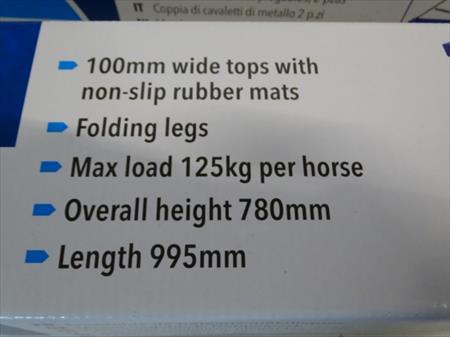 IT Coppia di cavaletti di metallo 2 p.zi
100mm wide tops with
non-slip rubber mats
Folding legs
Max load 125kg per horse
Overall height 780mm
Length 995mm